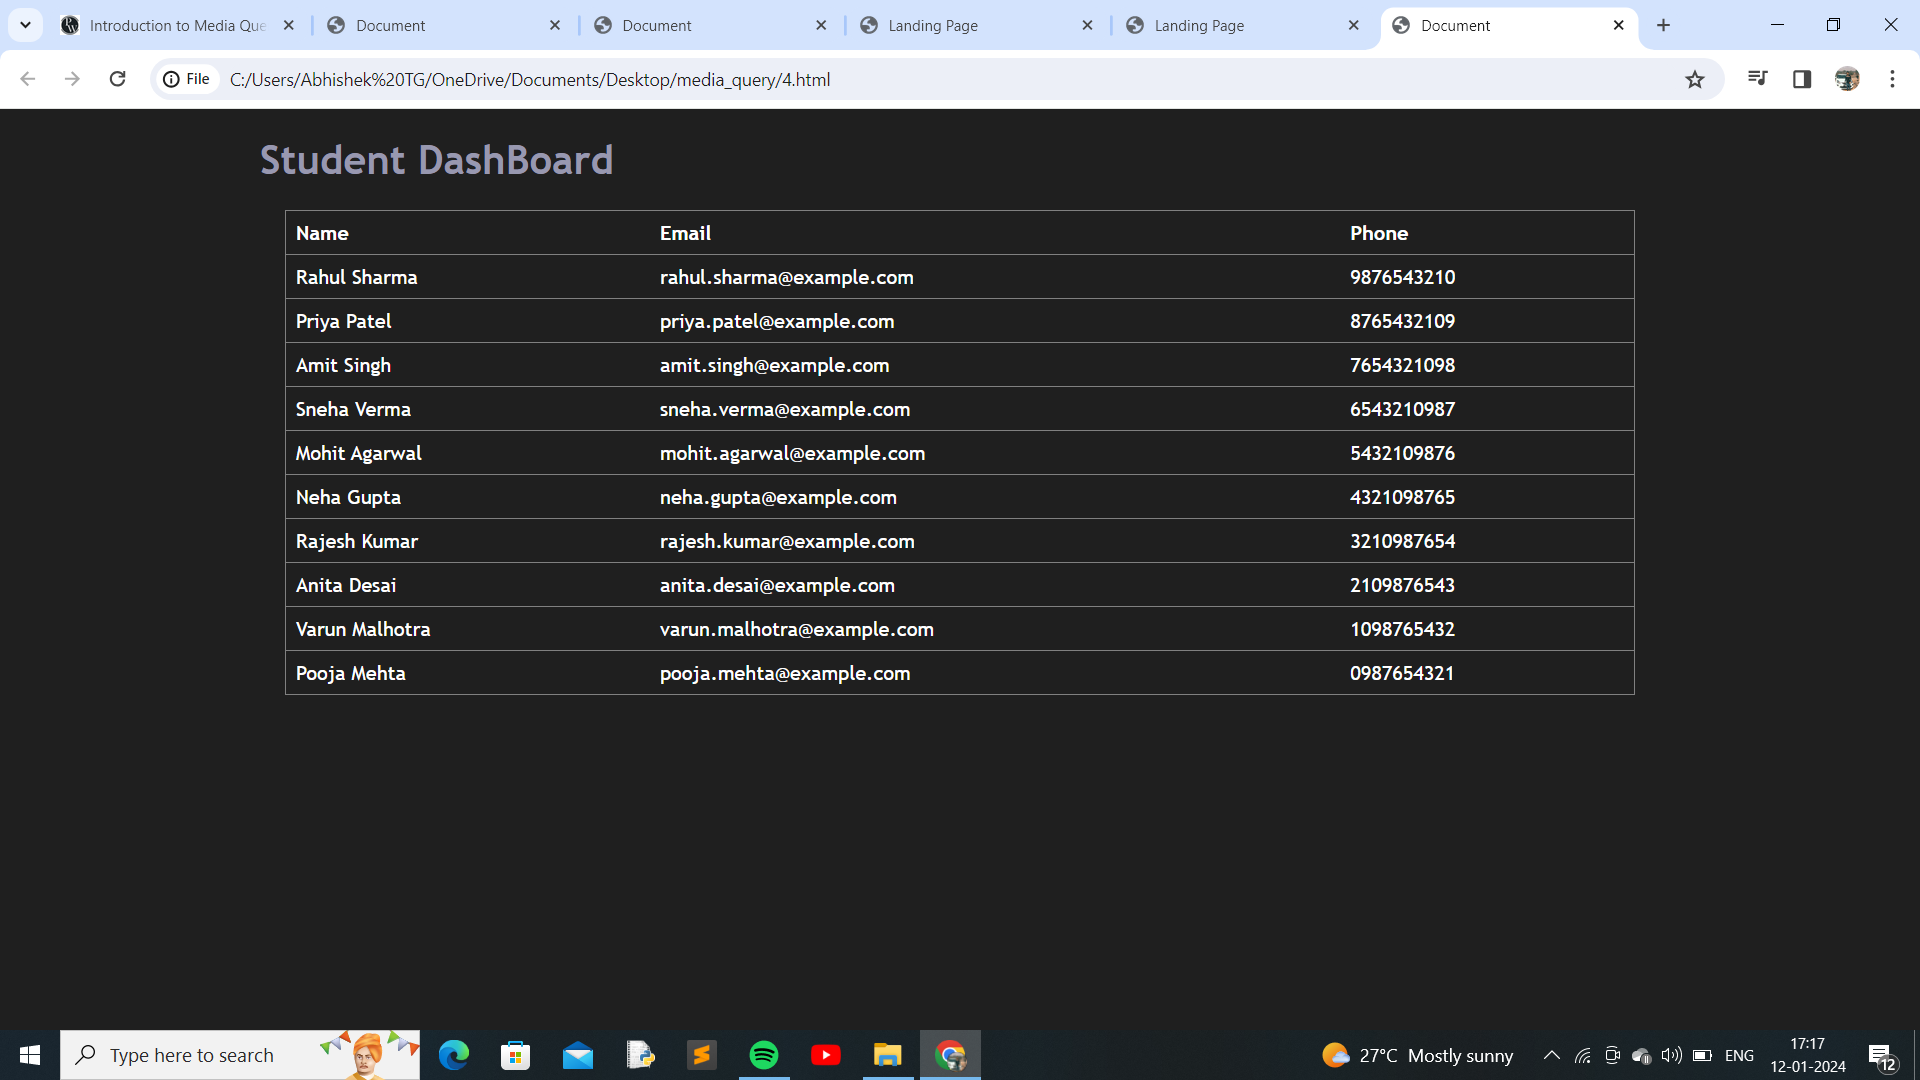 Introduction to Media Que
Document
Document
Landing Page
Landing Page
Document
File
C:/Users/Abhishek%20TG/OneDrive/Documents/Desktop/media_query/4.html
Student DashBoard
Name Email Phone
Rahul Sharma rahul.sharma@example.com 9876543210
Priya Patel priya.patel@example.com 8765432109
Amit Singh amit.singh@example.com 7654321098
Sneha Verma sneha.verma@example.com 6543210987
Mohit Agarwal mohit.agarwal@example.com 5432109876
Neha Gupta neha.gupta@example.com 4321098765
Rajesh Kumar rajesh.kumar@example.com 3210987654
Anita Desai anita.desai@example.com 2109876543
Varun Malhotra varun.malhotra@example.com 1098765432
Pooja Mehta pooja.mehta@example.com 0987654321
Type here to search
27°C Mostly sunny
ENG
17:17
12-01-2024
12